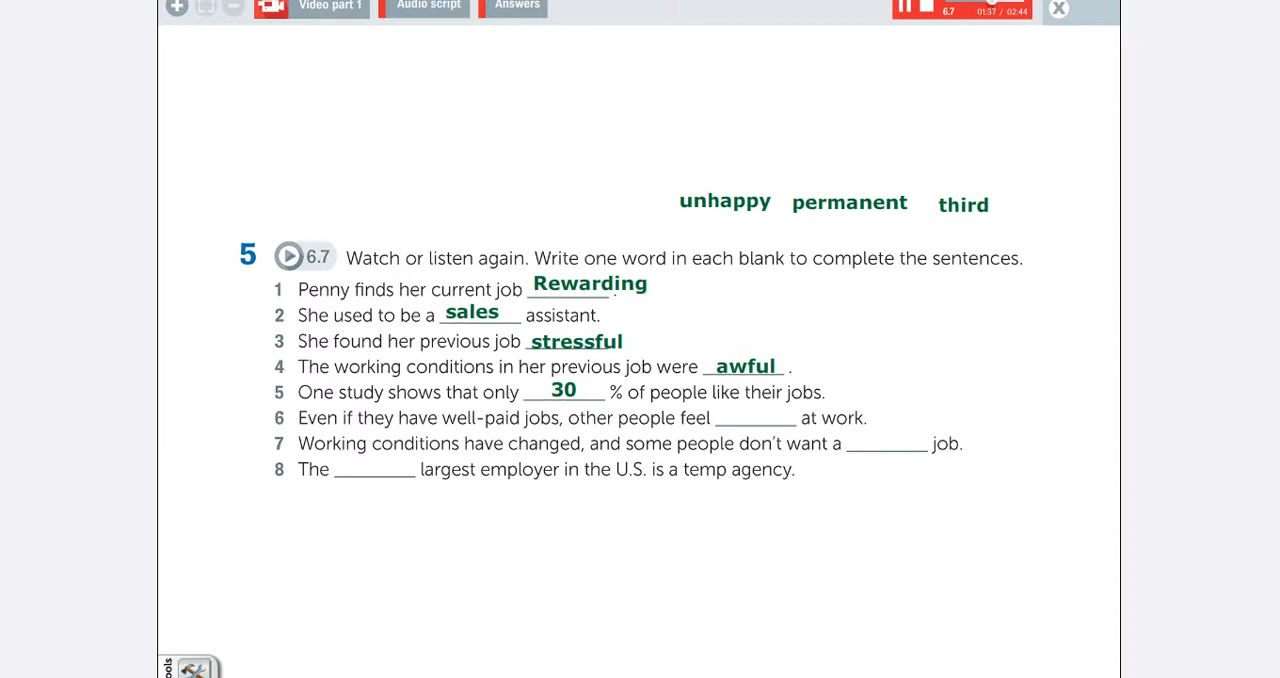 Video part 1 Audio script Answers 6.7 01:37 / 02:44 X
unhappy permanent third
5 6.7 Watch or listen again. Write one word in each blank to complete the sentences.
1 Penny finds her current job Rewarding.
2 She used to be a sales assistant.
3 She found her previous job stressful
4 The working conditions in her previous job were awful .
5 One study shows that only 30 % of people like their jobs.
6 Even if they have well-paid jobs, other people feel ________ at work.
7 Working conditions have changed, and some people don't want a ________ job.
8 The ________ largest employer in the U.S. is a temp agency.